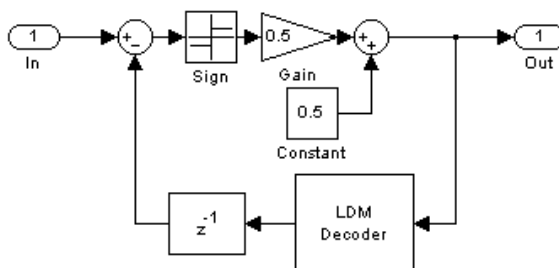 1
In
+
−
Sign
0.5
Gain
+
+
0.5
Constant
1
Out
z-1
LDM
Decoder